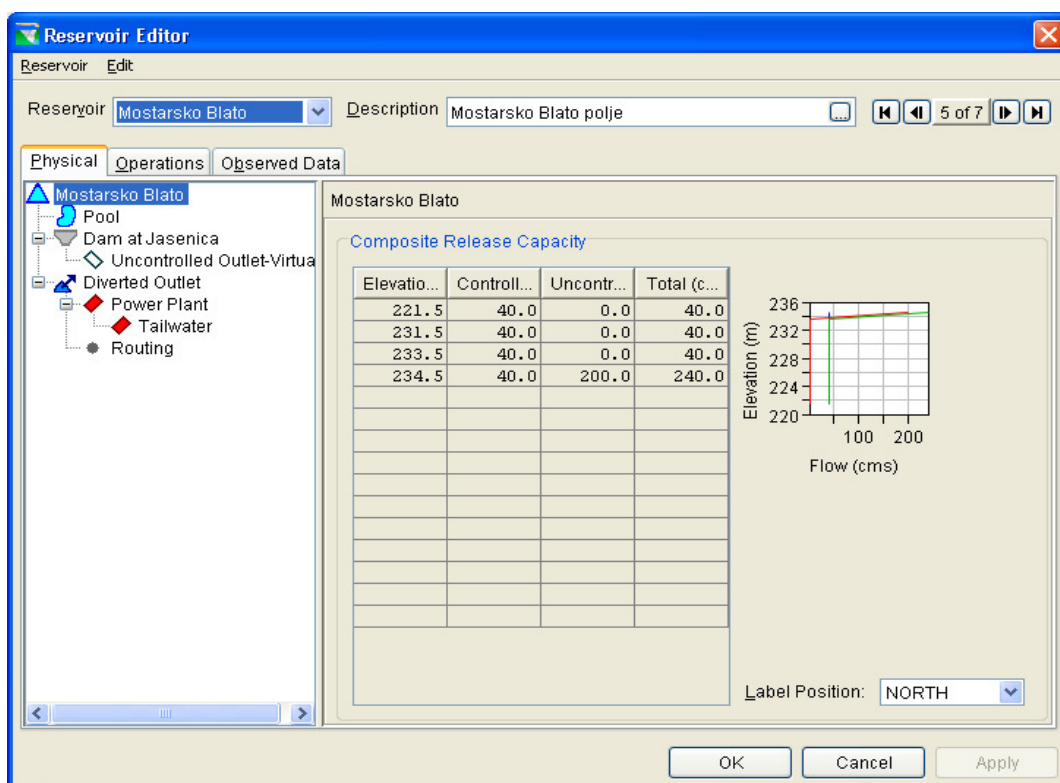 Reservoir Editor
Reservoir Edit
Reservoir Mostarsko Blato Description Mostarsko Blato polje ... 5 of 7
Physical Operations Observed Data
Mostarsko Blato
Pool
Dam at Jasenica
Uncontrolled Outlet-Virtua
Diverted Outlet
Power Plant
Tailwater
Routing
Mostarsko Blato
Composite Release Capacity
Elevatio... Controll... Uncontr... Total (c...
221.5 40.0 0.0 40.0
231.5 40.0 0.0 40.0
233.5 40.0 0.0 40.0
234.5 40.0 200.0 240.0
Elevation (m)
236
232
228
224
220
100 200
Flow (cms)
Label Position: NORTH
OK Cancel Apply